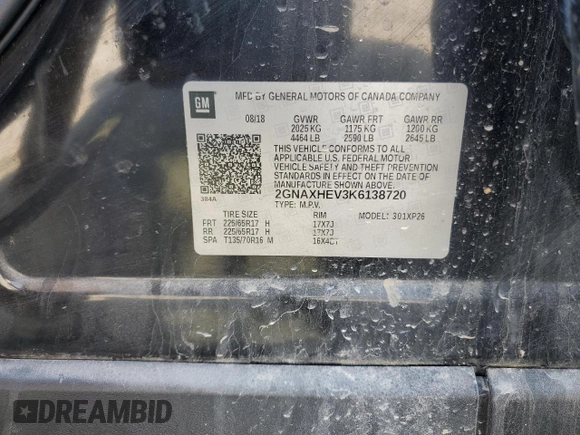 GM
MFC BY GENERAL MOTORS OF CANADA COMPANY
08/18 GVWR GAWR FRT GAWR RR
2025 KG 1175 KG 1200 KG
4464 LB 2590 LB 2645 LB
THIS VEHICLE CONFORMS TO ALL
APPLICABLE U.S. FEDERAL MOTOR
VEHICLE SAFETY AND THEFT PREVENTION
STANDARDS IN EFFECT ON THE DATE OF
MANUFACTURE SHOWN ABOVE.
384A
2GNAXHEV3K6138720
TYPE: M.P.V.
TIRE SIZE RIM MODEL: 301XP26
FRT 225/65R17 H 17X7J
RR 225/65R17 H 17X7J
SPA T135/70R16 M 16X4CT
DREAMBID